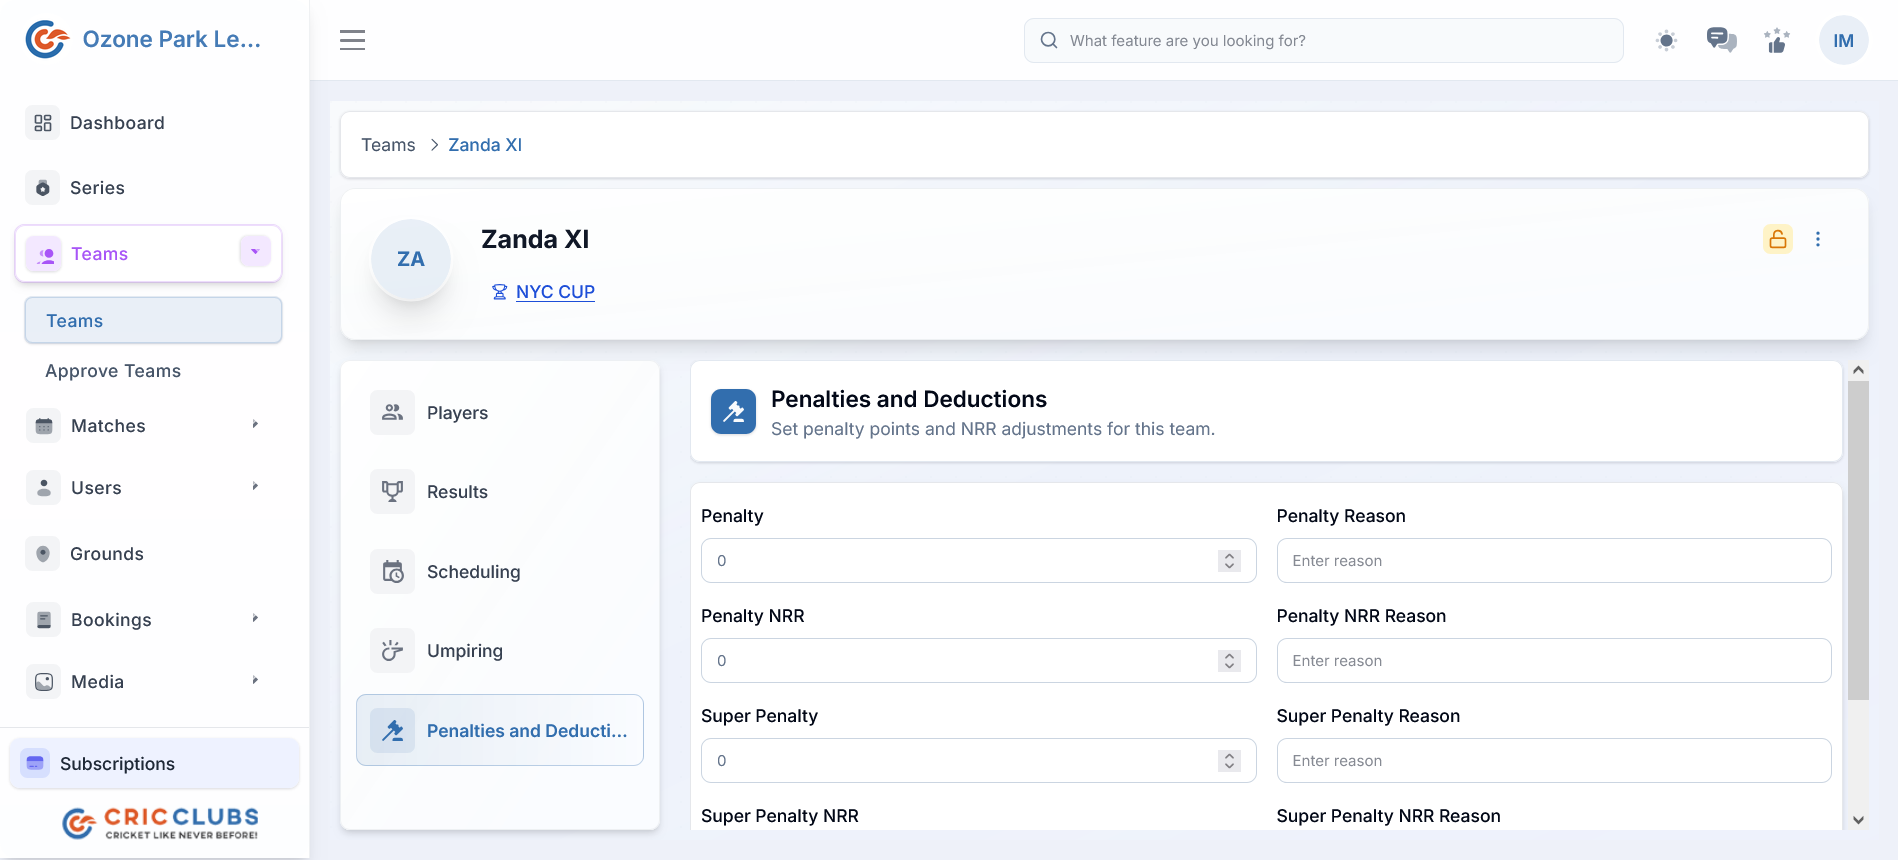 Ozone Park Le...
What feature are you looking for?
IM
Dashboard
Series
Teams
Teams
Approve Teams
Matches
Users
Grounds
Bookings
Media
Subscriptions
CRICCLUBS
CRICKET LIKE NEVER BEFORE!
Teams > Zanda XI
ZA
Zanda XI
NYC CUP
Players
Results
Scheduling
Umpiring
Penalties and Deducti...
Penalties and Deductions
Set penalty points and NRR adjustments for this team.
Penalty
0
Penalty Reason
Enter reason
Penalty NRR
0
Penalty NRR Reason
Enter reason
Super Penalty
0
Super Penalty Reason
Enter reason
Super Penalty NRR
Super Penalty NRR Reason